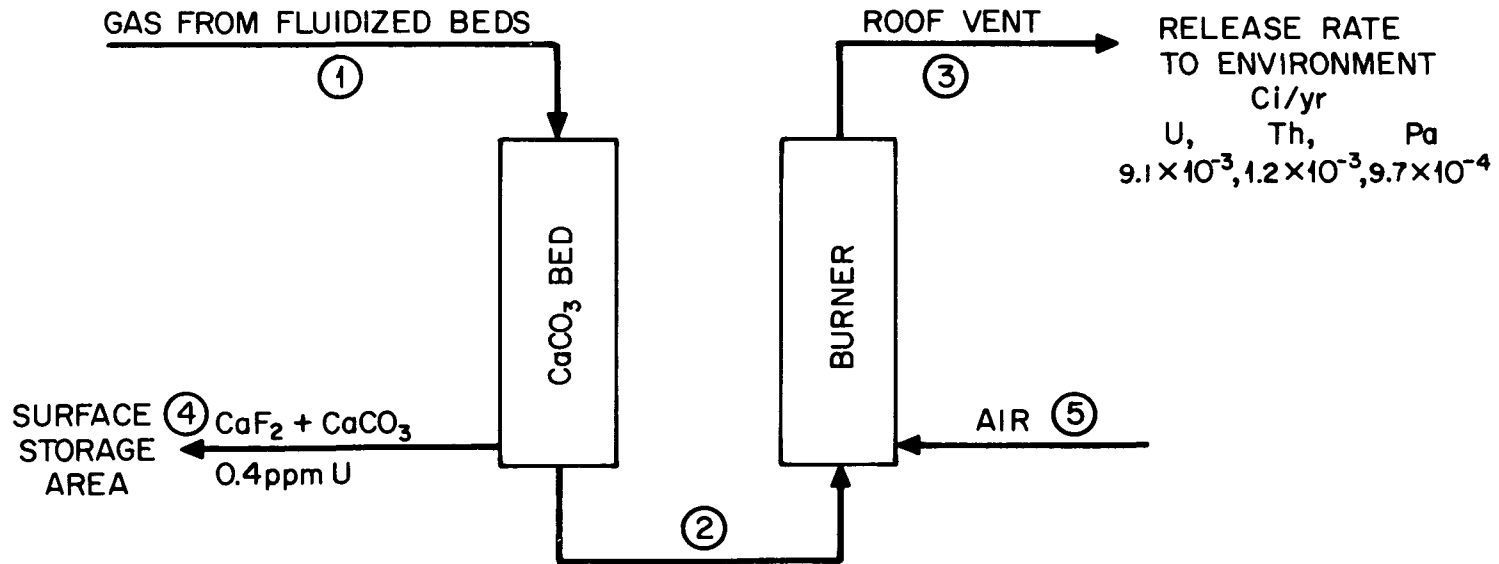 GAS FROM FLUIDIZED BEDS
1
ROOF VENT
3
RELEASE RATE
TO ENVIRONMENT
Ci/yr
U, Th, Pa
9.1×10⁻³, 1.2×10⁻³, 9.7×10⁻⁴
CaCO₃ BED
BURNER
SURFACE
STORAGE
AREA
4
CaF₂ + CaCO₃
0.4 ppm U
AIR
5
2